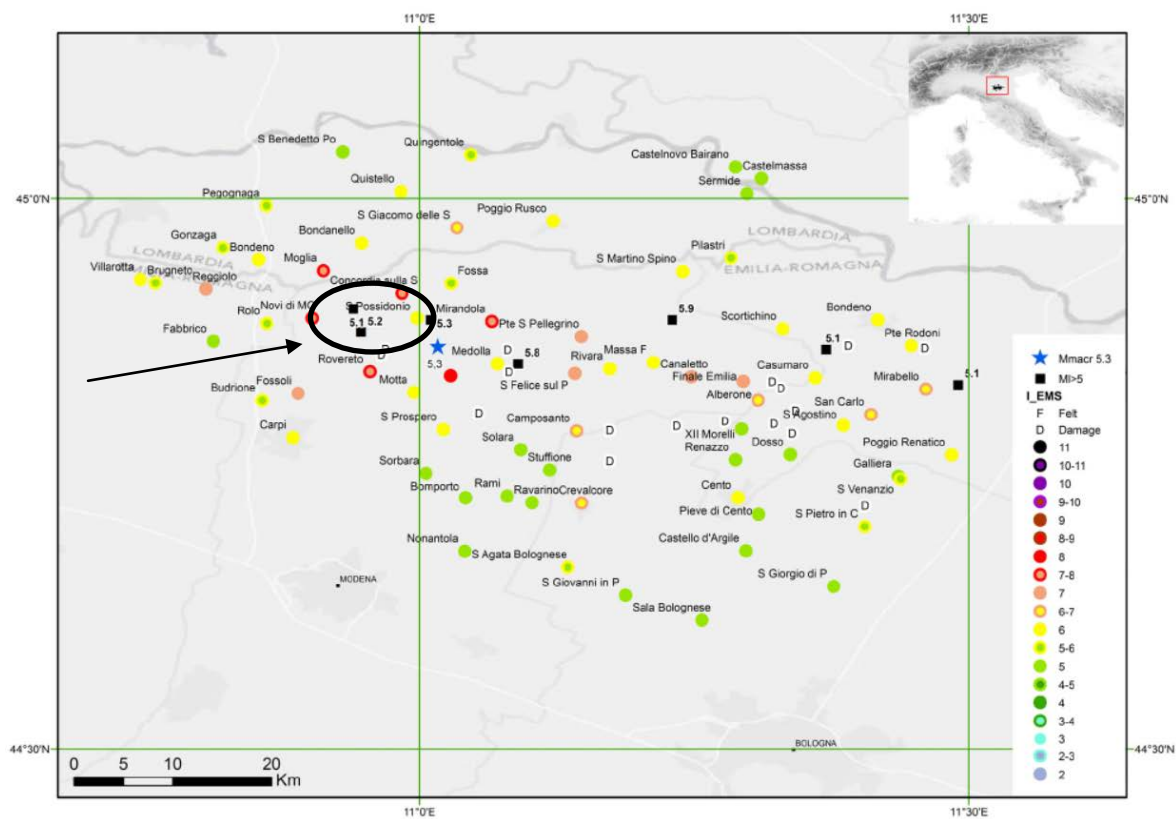 11°0'E
11°30'E
S Benedetto Po
Quingentole
Castelnovo Bairano
Castelmassa
Sermide
45°0'N
45°0'N
Quistello
Pegognaga
S Giacomo delle S
Poggio Rusco
Gonzaga
Bondeno
Bondanello
LOMBARDIA
LOMBARDIA
EMILIA-ROMAGNA
EMILIA-ROMAGNA
Pilastri
Villarotta
Brugneto
Reggiolo
Moglia
Concordia sulla S
Fossa
S Martino Spino
Rolo
Novi di MO
S Possidonio
Mirandola
5.9
Bondeno
5.1
5.2
5.3
Pte S Pellegrino
Scortichino
5.1
Pte Rodoni
Fabbrico
Rovereto
D
D
5.3
Medolla
D
D
5.8
Rivara
Massa F
Canaletto
Casumaro
D
D
Mirabello
5.1
Budrione
Fossoli
Motta
S Felice sul P
Finale Emilia
D
D
Alberone
San Carlo
Carpi
S Prospero
D
Camposanto
D
D
D
D
D
D
S Agostino
XII Morelli
Renazzo
Dosso
Poggio Renatico
Solara
Stuffione
D
Sorbara
Galliera
Bomporto
Rami
Ravarino
Crevalcore
Cento
S Venanzio
Pieve di Cento
S Pietro in C
D
Nonantola
S Agata Bolognese
Castello d'Argile
MODENA
S Giovanni in P
S Giorgio di P
Sala Bolognese
44°30'N
44°30'N
BOLOGNA
0 5 10 20
Km
11°0'E
11°30'E
Mmacr 5.3
Ml>5
I_EMS
F Felt
D Damage
11
10-11
10
9-10
9
8-9
8
7-8
7
6-7
6
5-6
5
4-5
4
3-4
3
2-3
2